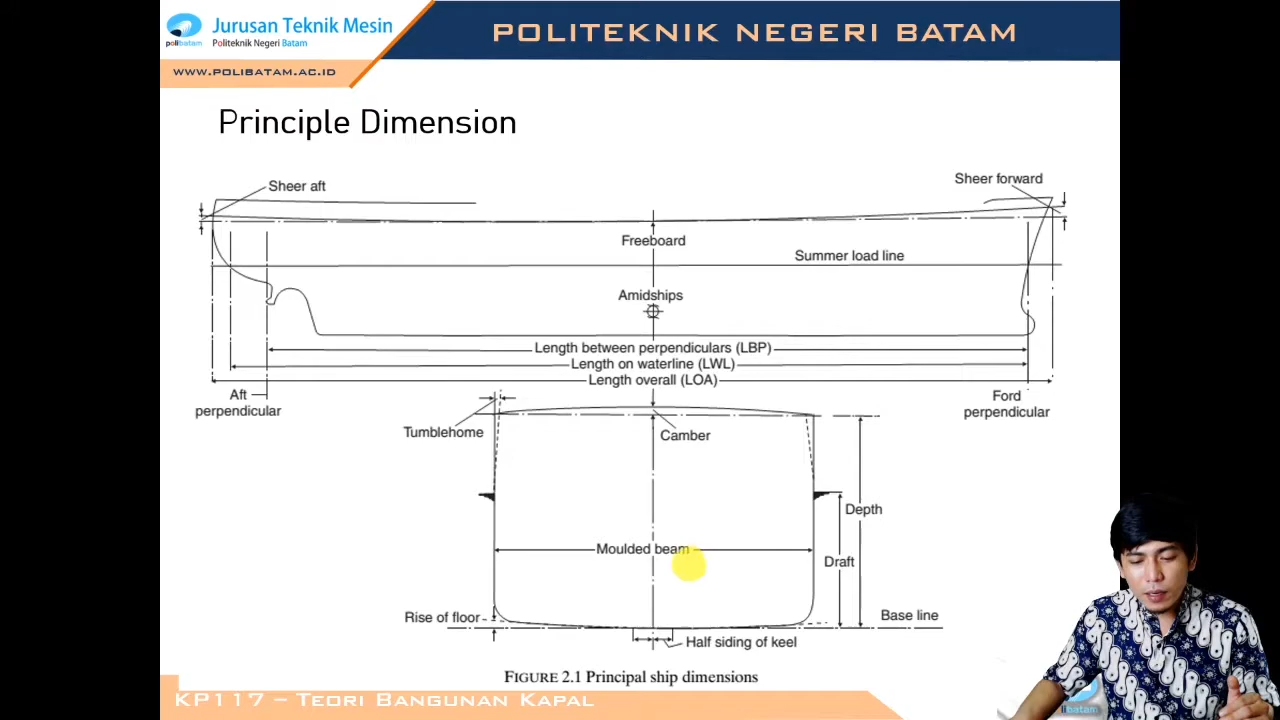 polibatam
Jurusan Teknik Mesin
Politeknik Negeri Batam
POLITEKNIK NEGERI BATAM
WWW.POLIBATAM.AC.ID
Principle Dimension
Sheer aft
Sheer forward
Freeboard
Summer load line
Amidships
Length between perpendiculars (LBP)
Length on waterline (LWL)
Length overall (LOA)
Aft
perpendicular
Ford
perpendicular
Tumblehome
Camber
Depth
Moulded beam
Draft
Rise of floor
Base line
Half siding of keel
FIGURE 2.1 Principal ship dimensions
KP117 – TEORI BANGUNAN KAPAL
libatam